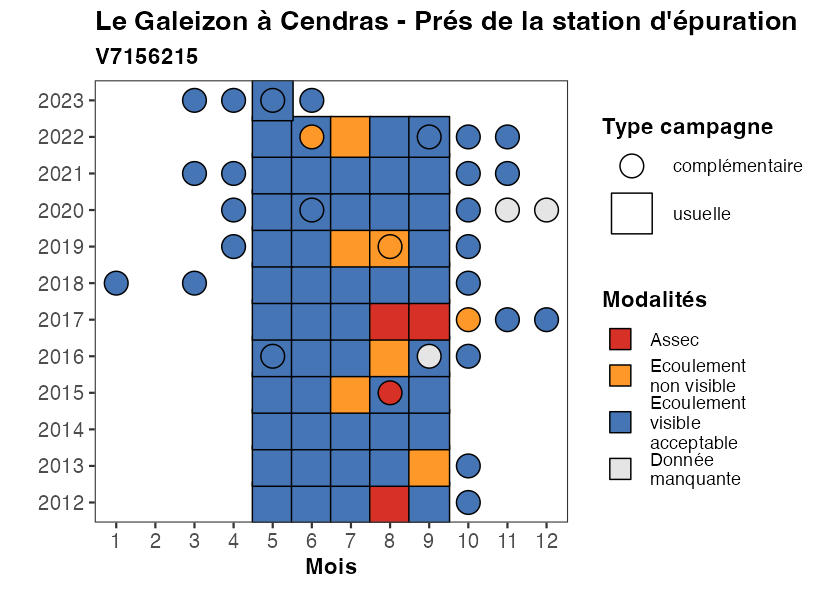 Le Galeizon à Cendras - Prés de la station d'épuration
V7156215
2023
2022
2021
2020
2019
2018
2017
2016
2015
2014
2013
2012
1 2 3 4 5 6 7 8 9 10 11 12
Mois
Type campagne
complémentaire
usuelle
Modalités
Assec
Ecoulement
non visible
Ecoulement
visible
acceptable
Donnée
manquante